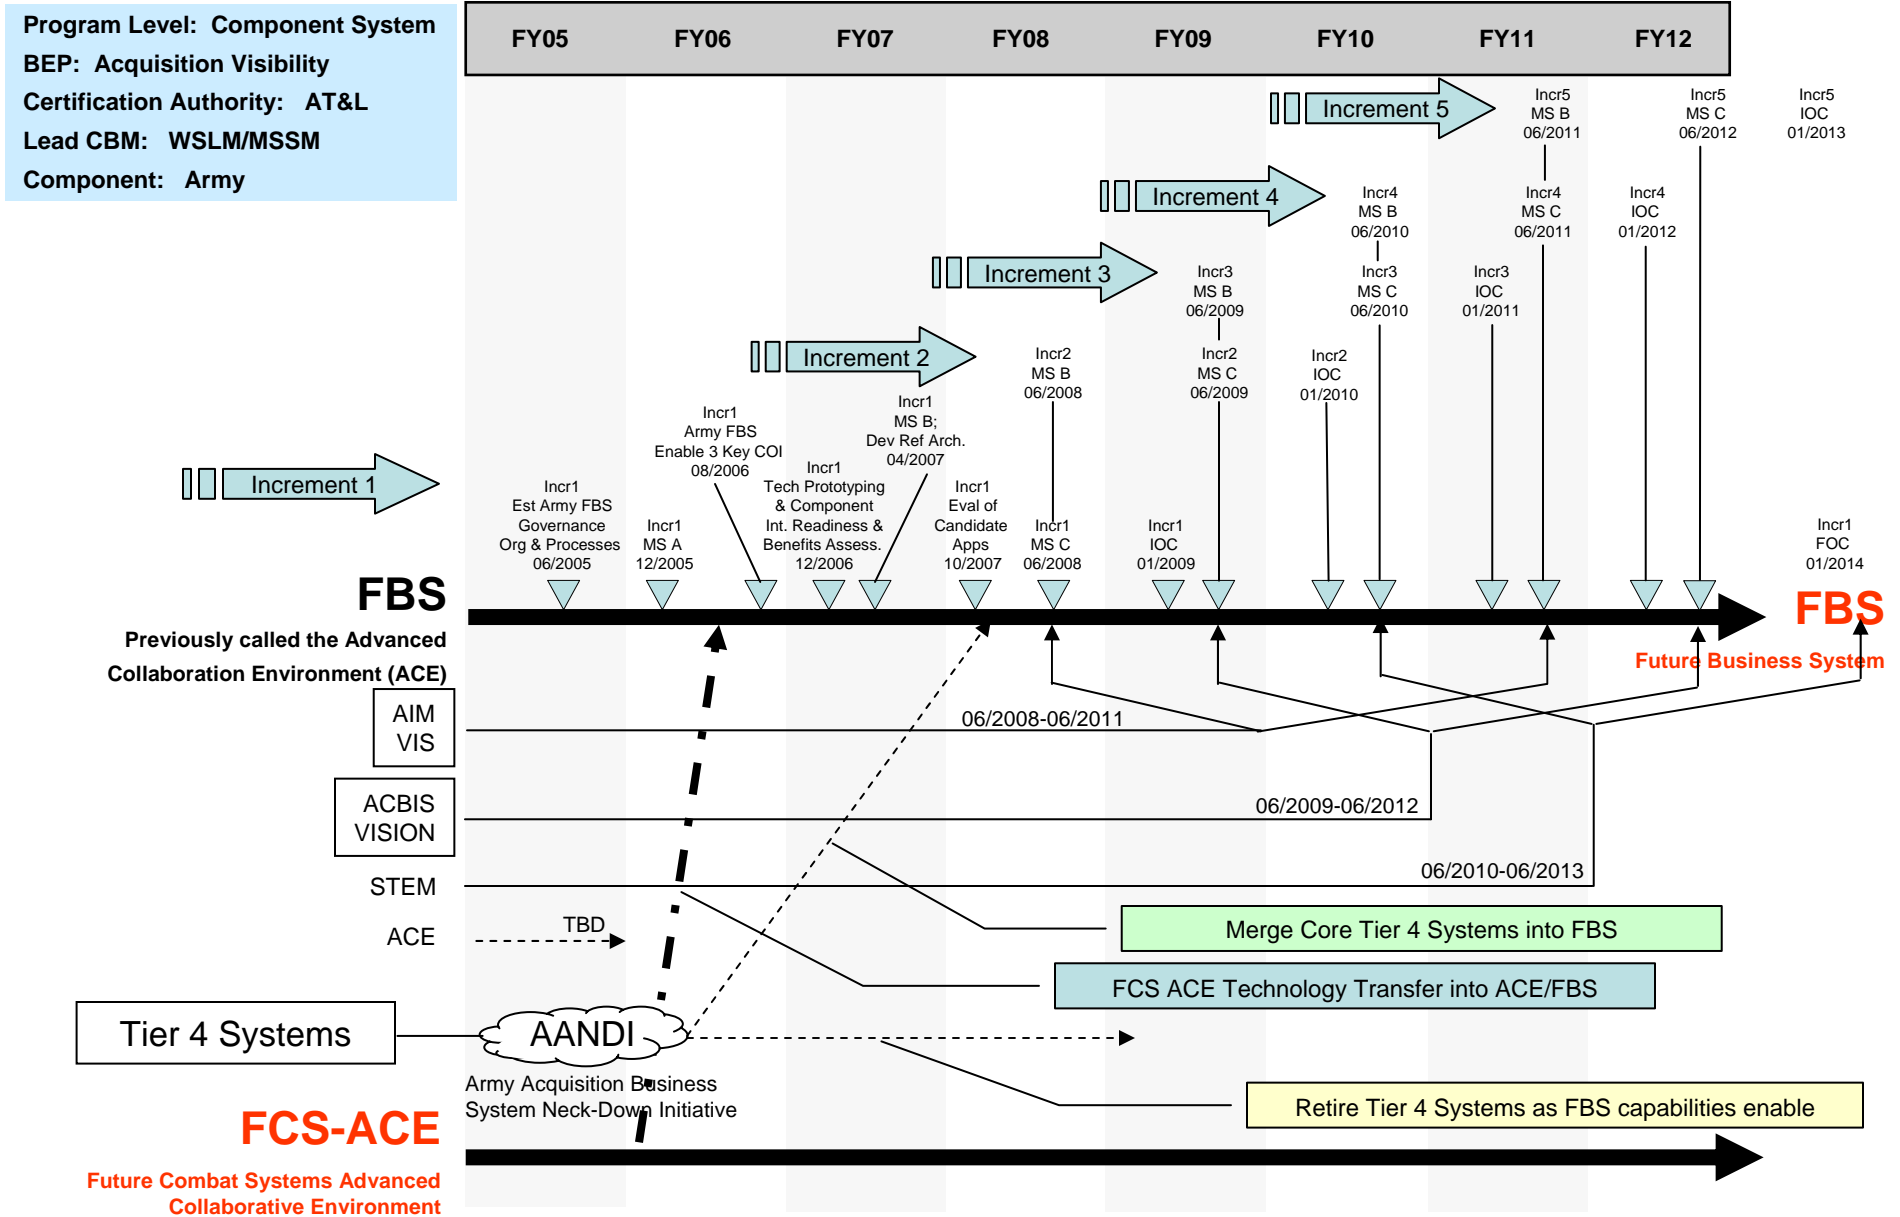 Program Level: Component System
BEP: Acquisition Visibility
Certification Authority: AT&L
Lead CBM: WSLM/MSSM
Component: Army
FY05
FY06
FY07
FY08
FY09
FY10
FY11
FY12
Increment 5
Incr5
MS B
06/2011
Incr5
MS C
06/2012
Incr5
IOC
01/2013
Increment 4
Incr4
MS B
06/2010
Incr4
MS C
06/2011
Incr4
IOC
01/2012
Increment 3
Incr3
MS B
06/2009
Incr3
MS C
06/2010
Incr3
IOC
01/2011
Increment 2
Incr2
MS B
06/2008
Incr2
MS C
06/2009
Incr2
IOC
01/2010
Increment 1
Incr1
Est Army FBS
Governance
Org & Processes
06/2005
Incr1
MS A
12/2005
Incr1
Army FBS
Enable 3 Key COI
08/2006
Incr1
Tech Prototyping
& Component
Int. Readiness &
Benefits Assess.
12/2006
Incr1
MS B;
Dev Ref Arch.
04/2007
Incr1
Eval of
Candidate
Apps
10/2007
Incr1
MS C
06/2008
Incr1
IOC
01/2009
Incr1
FOC
01/2014
FBS
Previously called the Advanced
Collaboration Environment (ACE)
FBS
Future Business System
AIM
VIS
06/2008-06/2011
ACBIS
VISION
06/2009-06/2012
STEM
06/2010-06/2013
ACE
TBD
Merge Core Tier 4 Systems into FBS
FCS ACE Technology Transfer into ACE/FBS
Tier 4 Systems
AANDI
Army Acquisition Business
System Neck-Down Initiative
Retire Tier 4 Systems as FBS capabilities enable
FCS-ACE
Future Combat Systems Advanced
Collaborative Environment